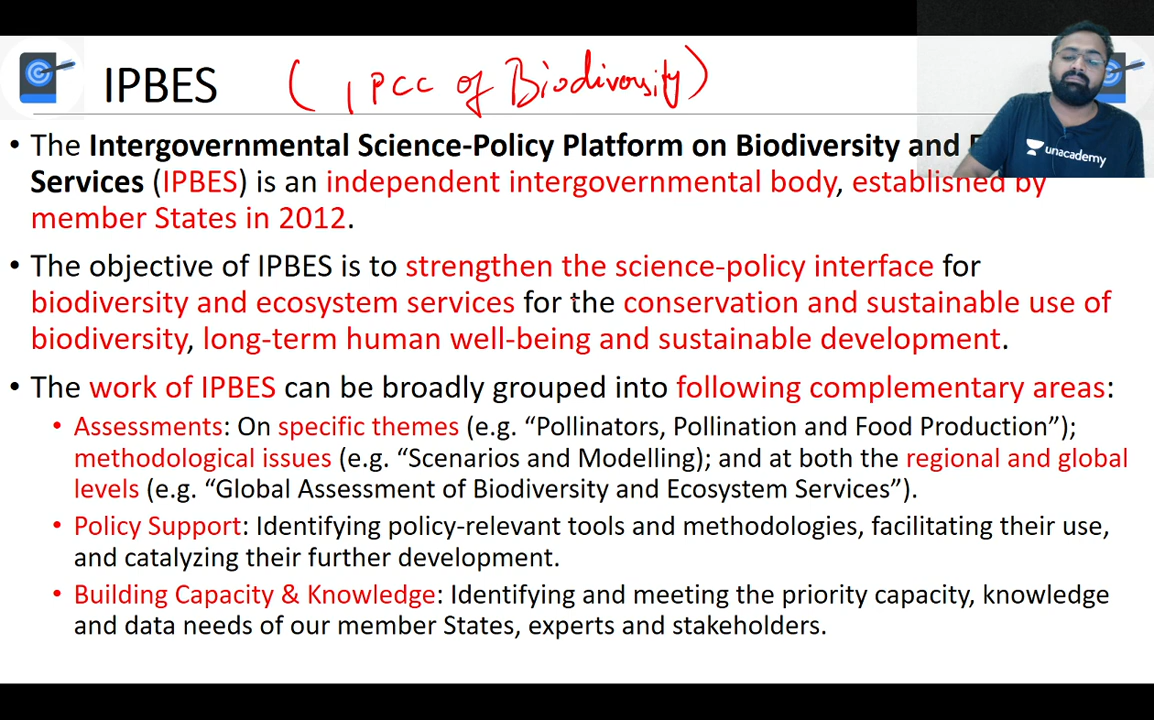 IPBES ( IPCC of Biodiversity)
• The Intergovernmental Science-Policy Platform on Biodiversity and
unacademy
Services (IPBES) is an independent intergovernmental body, established by
member States in 2012.
• The objective of IPBES is to strengthen the science-policy interface for
biodiversity and ecosystem services for the conservation and sustainable use of
biodiversity, long-term human well-being and sustainable development.
• The work of IPBES can be broadly grouped into following complementary areas:
• Assessments: On specific themes (e.g. “Pollinators, Pollination and Food Production”);
methodological issues (e.g. “Scenarios and Modelling); and at both the regional and global
levels (e.g. “Global Assessment of Biodiversity and Ecosystem Services”).
• Policy Support: Identifying policy-relevant tools and methodologies, facilitating their use,
and catalyzing their further development.
• Building Capacity & Knowledge: Identifying and meeting the priority capacity, knowledge
and data needs of our member States, experts and stakeholders.